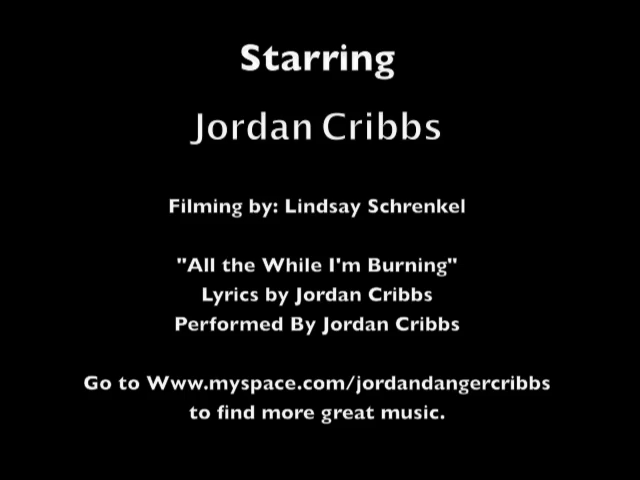 Starring
Jordan Cribbs
Filming by: Lindsay Schrenkel
"All the While I'm Burning"
Lyrics by Jordan Cribbs
Performed By Jordan Cribbs
Go to Www.myspace.com/jordandangercribbs
to find more great music.